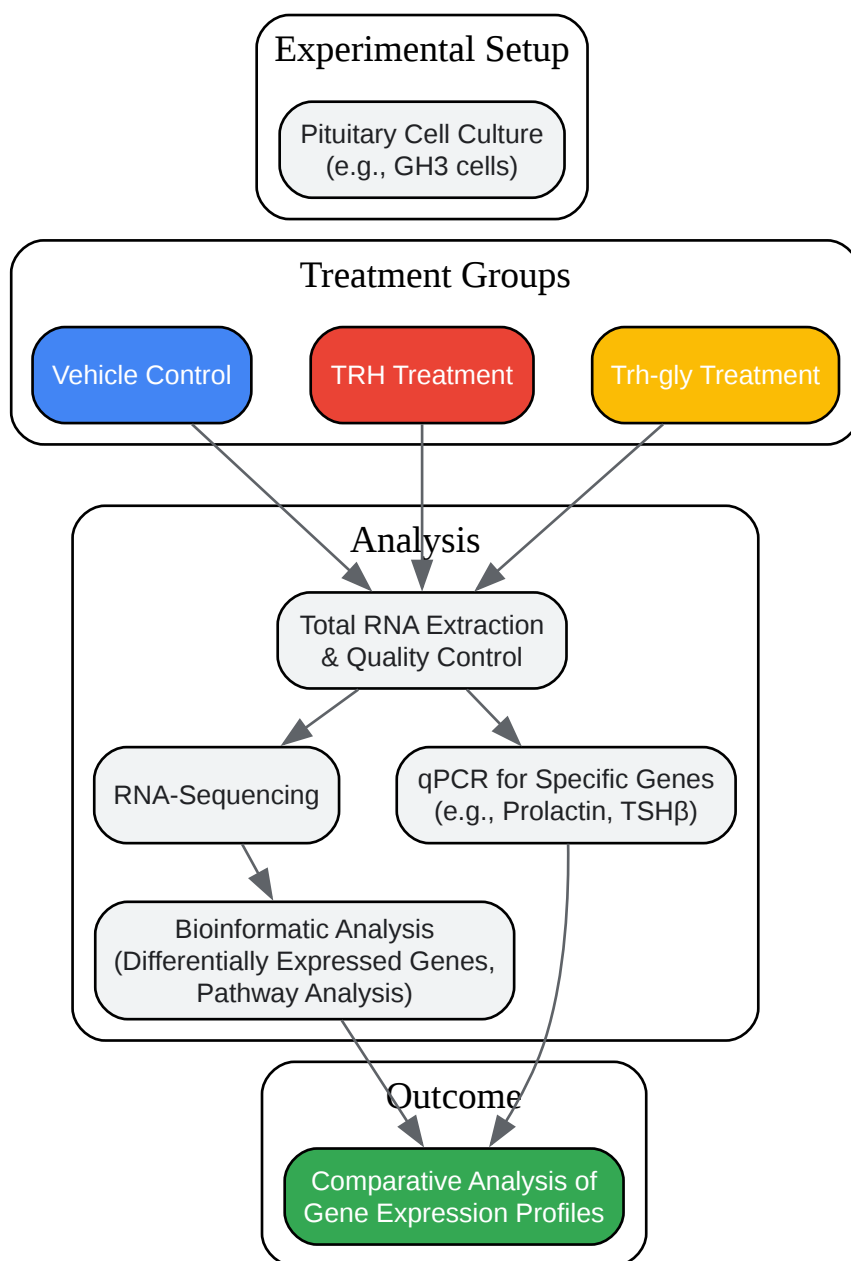 Experimental Setup
Pituitary Cell Culture
(e.g., GH3 cells)
Treatment Groups
Vehicle Control
TRH Treatment
Trh-gly Treatment
Analysis
Total RNA Extraction
& Quality Control
RNA-Sequencing
qPCR for Specific Genes
(e.g., Prolactin, TSHβ)
Bioinformatic Analysis
(Differentially Expressed Genes,
Pathway Analysis)
Outcome
Comparative Analysis of
Gene Expression Profiles